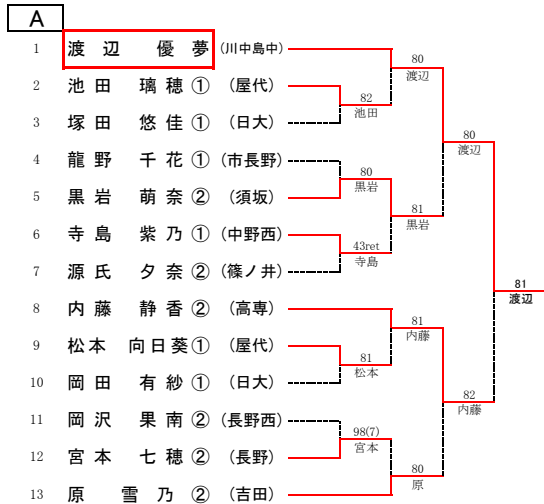 A
1 渡辺 優夢 (川中島中)
2 池田 璃穂① (屋代)
3 塚田 悠佳① (日大)
4 龍野 千花① (市長野)
5 黒岩 萌奈② (須坂)
6 寺島 紫乃① (中野西)
7 源氏 夕奈② (篠ノ井)
8 内藤 静香② (高専)
9 松本 向日葵① (屋代)
10 岡田 有紗① (日大)
11 岡沢 果南② (長野西)
12 宮本 七穂② (長野)
13 原 雪乃② (吉田)
82
池田
80
黒岩
43ret
寺島
81
松本
98(7)
宮本
80
渡辺
81
黒岩
81
内藤
80
原
80
渡辺
82
内藤
81
渡辺